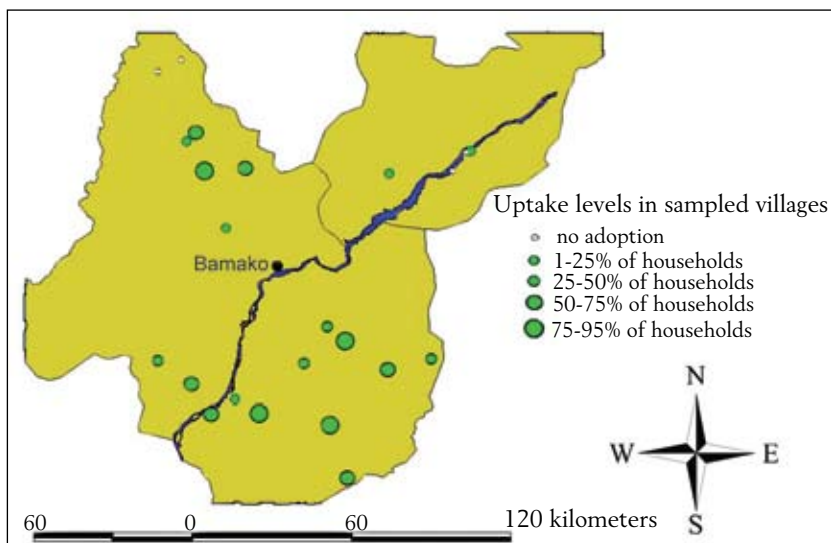 Bamako
Uptake levels in sampled villages
no adoption
1-25% of households
25-50% of households
50-75% of households
75-95% of households
N
W E
S
60 0 60 120 kilometers